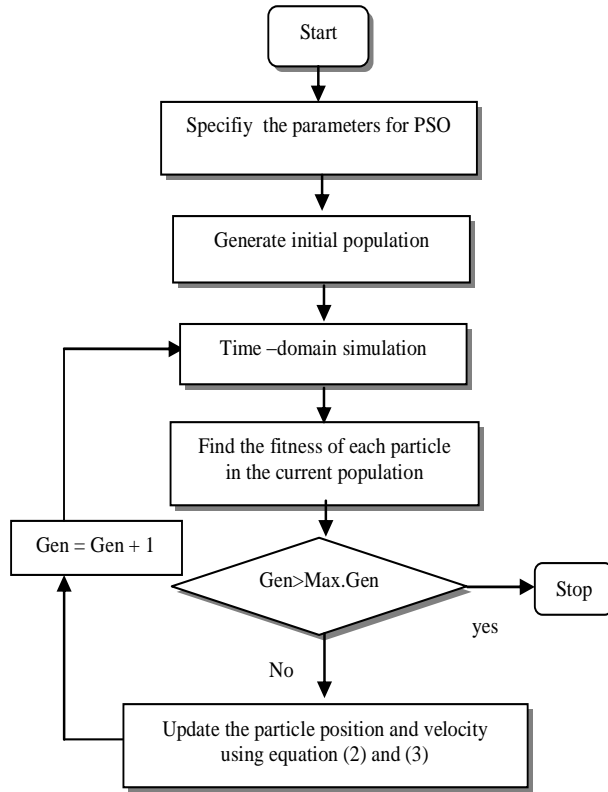 Start
Specifiy the parameters for PSO
Generate initial population
Time –domain simulation
Find the fitness of each particle
in the current population
Gen = Gen + 1
Gen>Max.Gen
Stop
yes
No
Update the particle position and velocity
using equation (2) and (3)